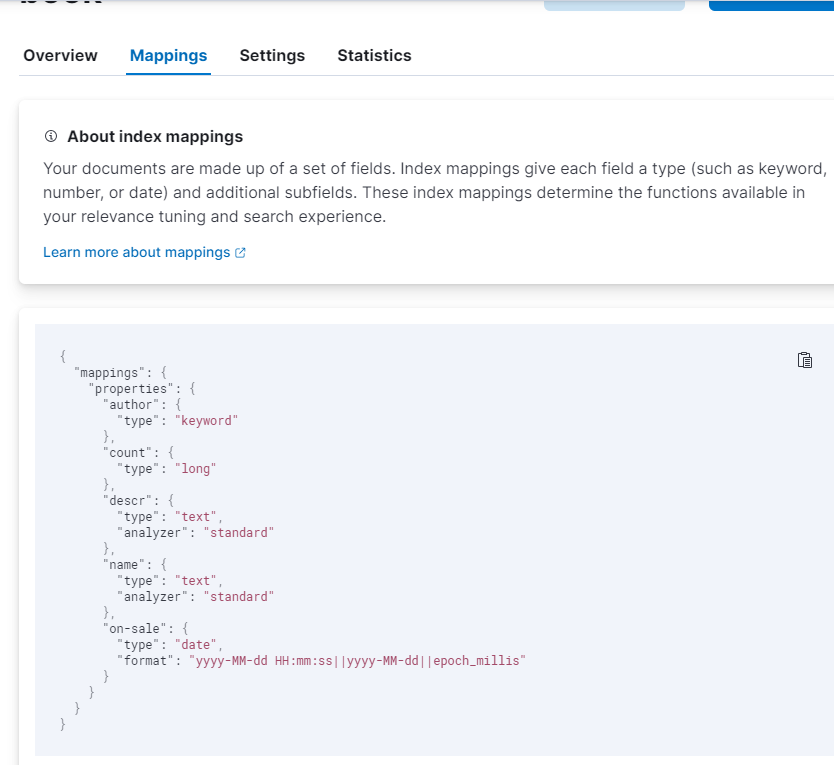 book
Overview Mappings Settings Statistics
About index mappings
Your documents are made up of a set of fields. Index mappings give each field a type (such as keyword,
number, or date) and additional subfields. These index mappings determine the functions available in
your relevance tuning and search experience.
Learn more about mappings
{
  "mappings": {
    "properties": {
      "author": {
        "type": "keyword"
      },
      "count": {
        "type": "long"
      },
      "descr": {
        "type": "text",
        "analyzer": "standard"
      },
      "name": {
        "type": "text",
        "analyzer": "standard"
      },
      "on-sale": {
        "type": "date",
        "format": "yyyy-MM-dd HH:mm:ss||yyyy-MM-dd||epoch_millis"
      }
    }
  }
}